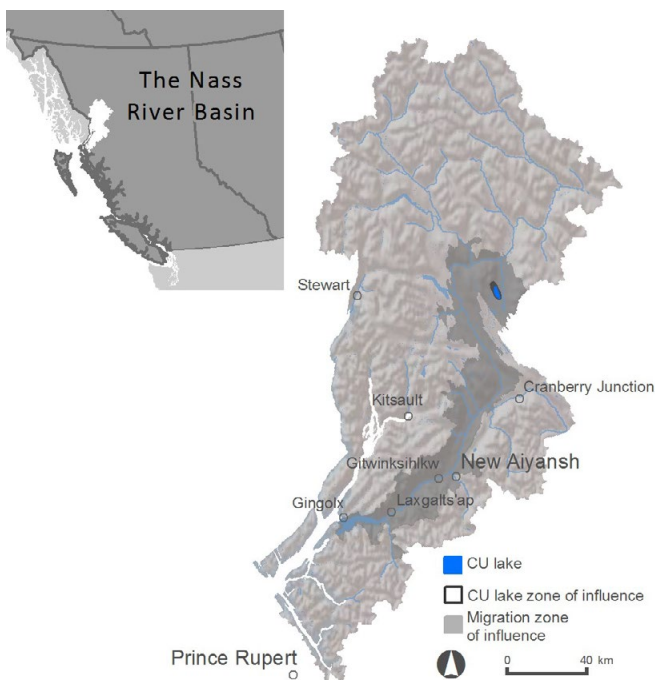 The Nass
River Basin
Stewart
Cranberry Junction
Kitsault
Gitwinksihlkw
New Aiyansh
Gingolx
Laxgalts'ap
CU lake
CU lake zone of influence
Migration zone
of influence
Prince Rupert
0 40 km